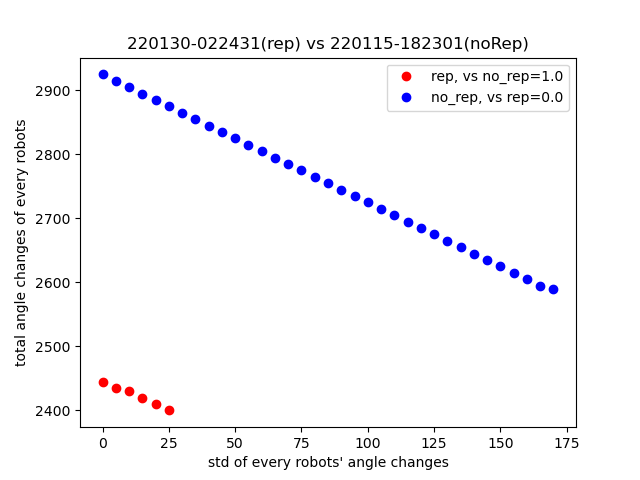 220130-022431(rep) vs 220115-182301(noRep)
rep, vs no_rep=1.0
no_rep, vs rep=0.0
total angle changes of every robots
2900
2800
2700
2600
2500
2400
0 25 50 75 100 125 150 175
std of every robots' angle changes